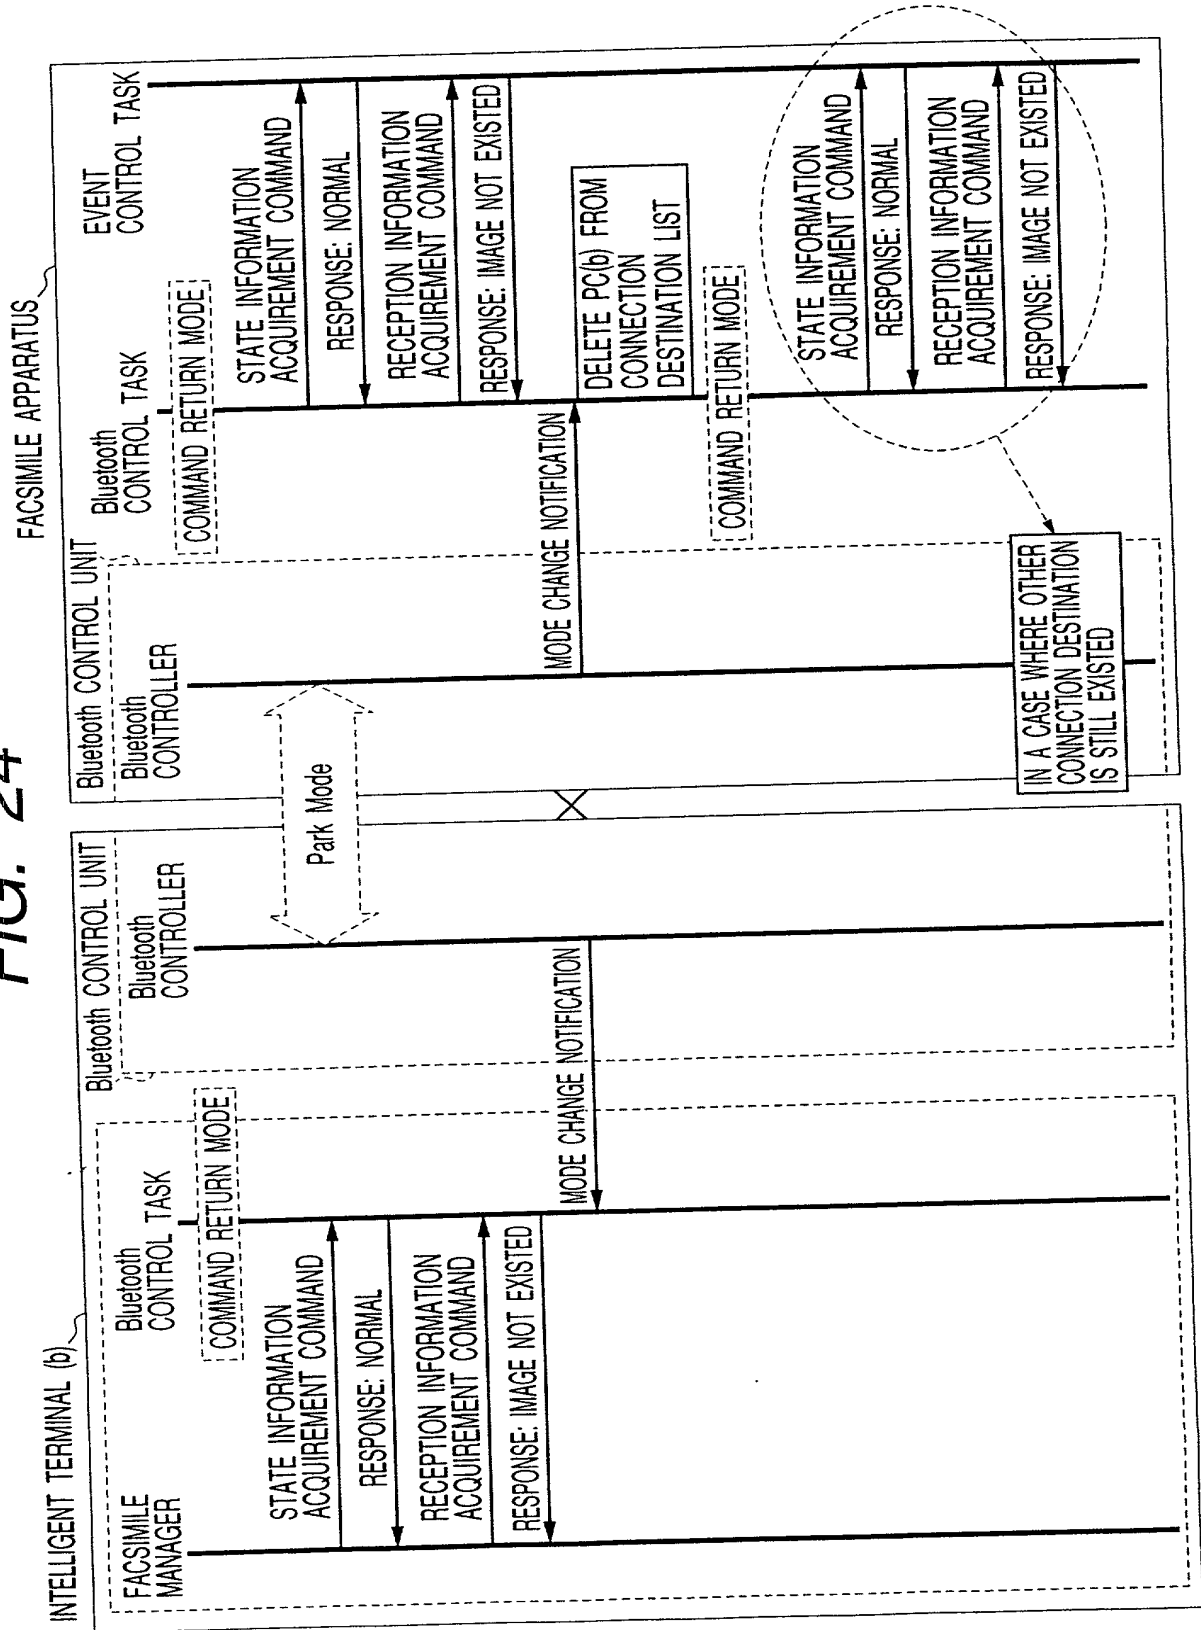 FIG. 24
INTELLIGENT TERMINAL (b)
FACSIMILE
MANAGER
Bluetooth
CONTROL TASK
COMMAND RETURN MODE
STATE INFORMATION
ACQUIREMENT COMMAND
RESPONSE: NORMAL
RECEPTION INFORMATION
ACQUIREMENT COMMAND
RESPONSE: IMAGE NOT EXISTED
Bluetooth CONTROL UNIT
Bluetooth
CONTROLLER
MODE CHANGE NOTIFICATION
Park Mode
FACSIMILE APPARATUS
Bluetooth CONTROL UNIT
Bluetooth
CONTROLLER
MODE CHANGE NOTIFICATION
Bluetooth
CONTROL TASK
COMMAND RETURN MODE
EVENT
CONTROL TASK
STATE INFORMATION
ACQUIREMENT COMMAND
RESPONSE: NORMAL
RECEPTION INFORMATION
ACQUIREMENT COMMAND
RESPONSE: IMAGE NOT EXISTED
DELETE PC(b) FROM
CONNECTION
DESTINATION LIST
COMMAND RETURN MODE
STATE INFORMATION
ACQUIREMENT COMMAND
RESPONSE: NORMAL
RECEPTION INFORMATION
ACQUIREMENT COMMAND
RESPONSE: IMAGE NOT EXISTED
IN A CASE WHERE OTHER
CONNECTION DESTINATION
IS STILL EXISTED